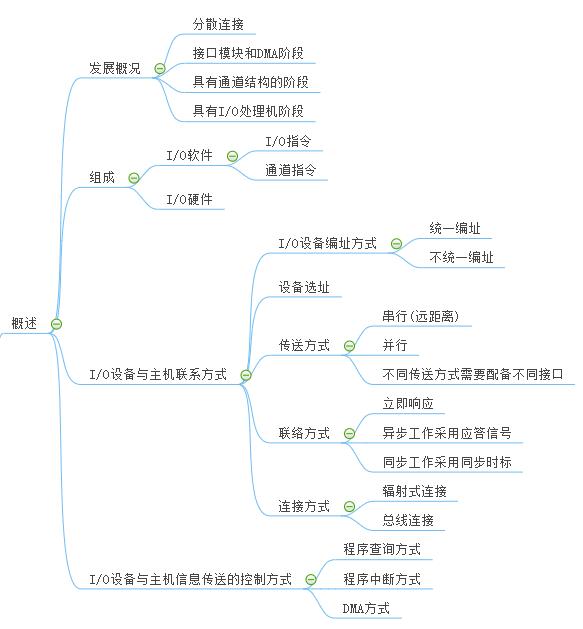 概述
发展概况
分散连接
接口模块和DMA阶段
具有通道结构的阶段
具有I/O处理机阶段
组成
I/O软件
I/O指令
通道指令
I/O硬件
I/O设备与主机联系方式
I/O设备编址方式
统一编址
不统一编址
设备选址
传送方式
串行(远距离)
并行
不同传送方式需要配备不同接口
联络方式
立即响应
异步工作采用应答信号
同步工作采用同步时标
连接方式
辐射式连接
总线连接
I/O设备与主机信息传送的控制方式
程序查询方式
程序中断方式
DMA方式